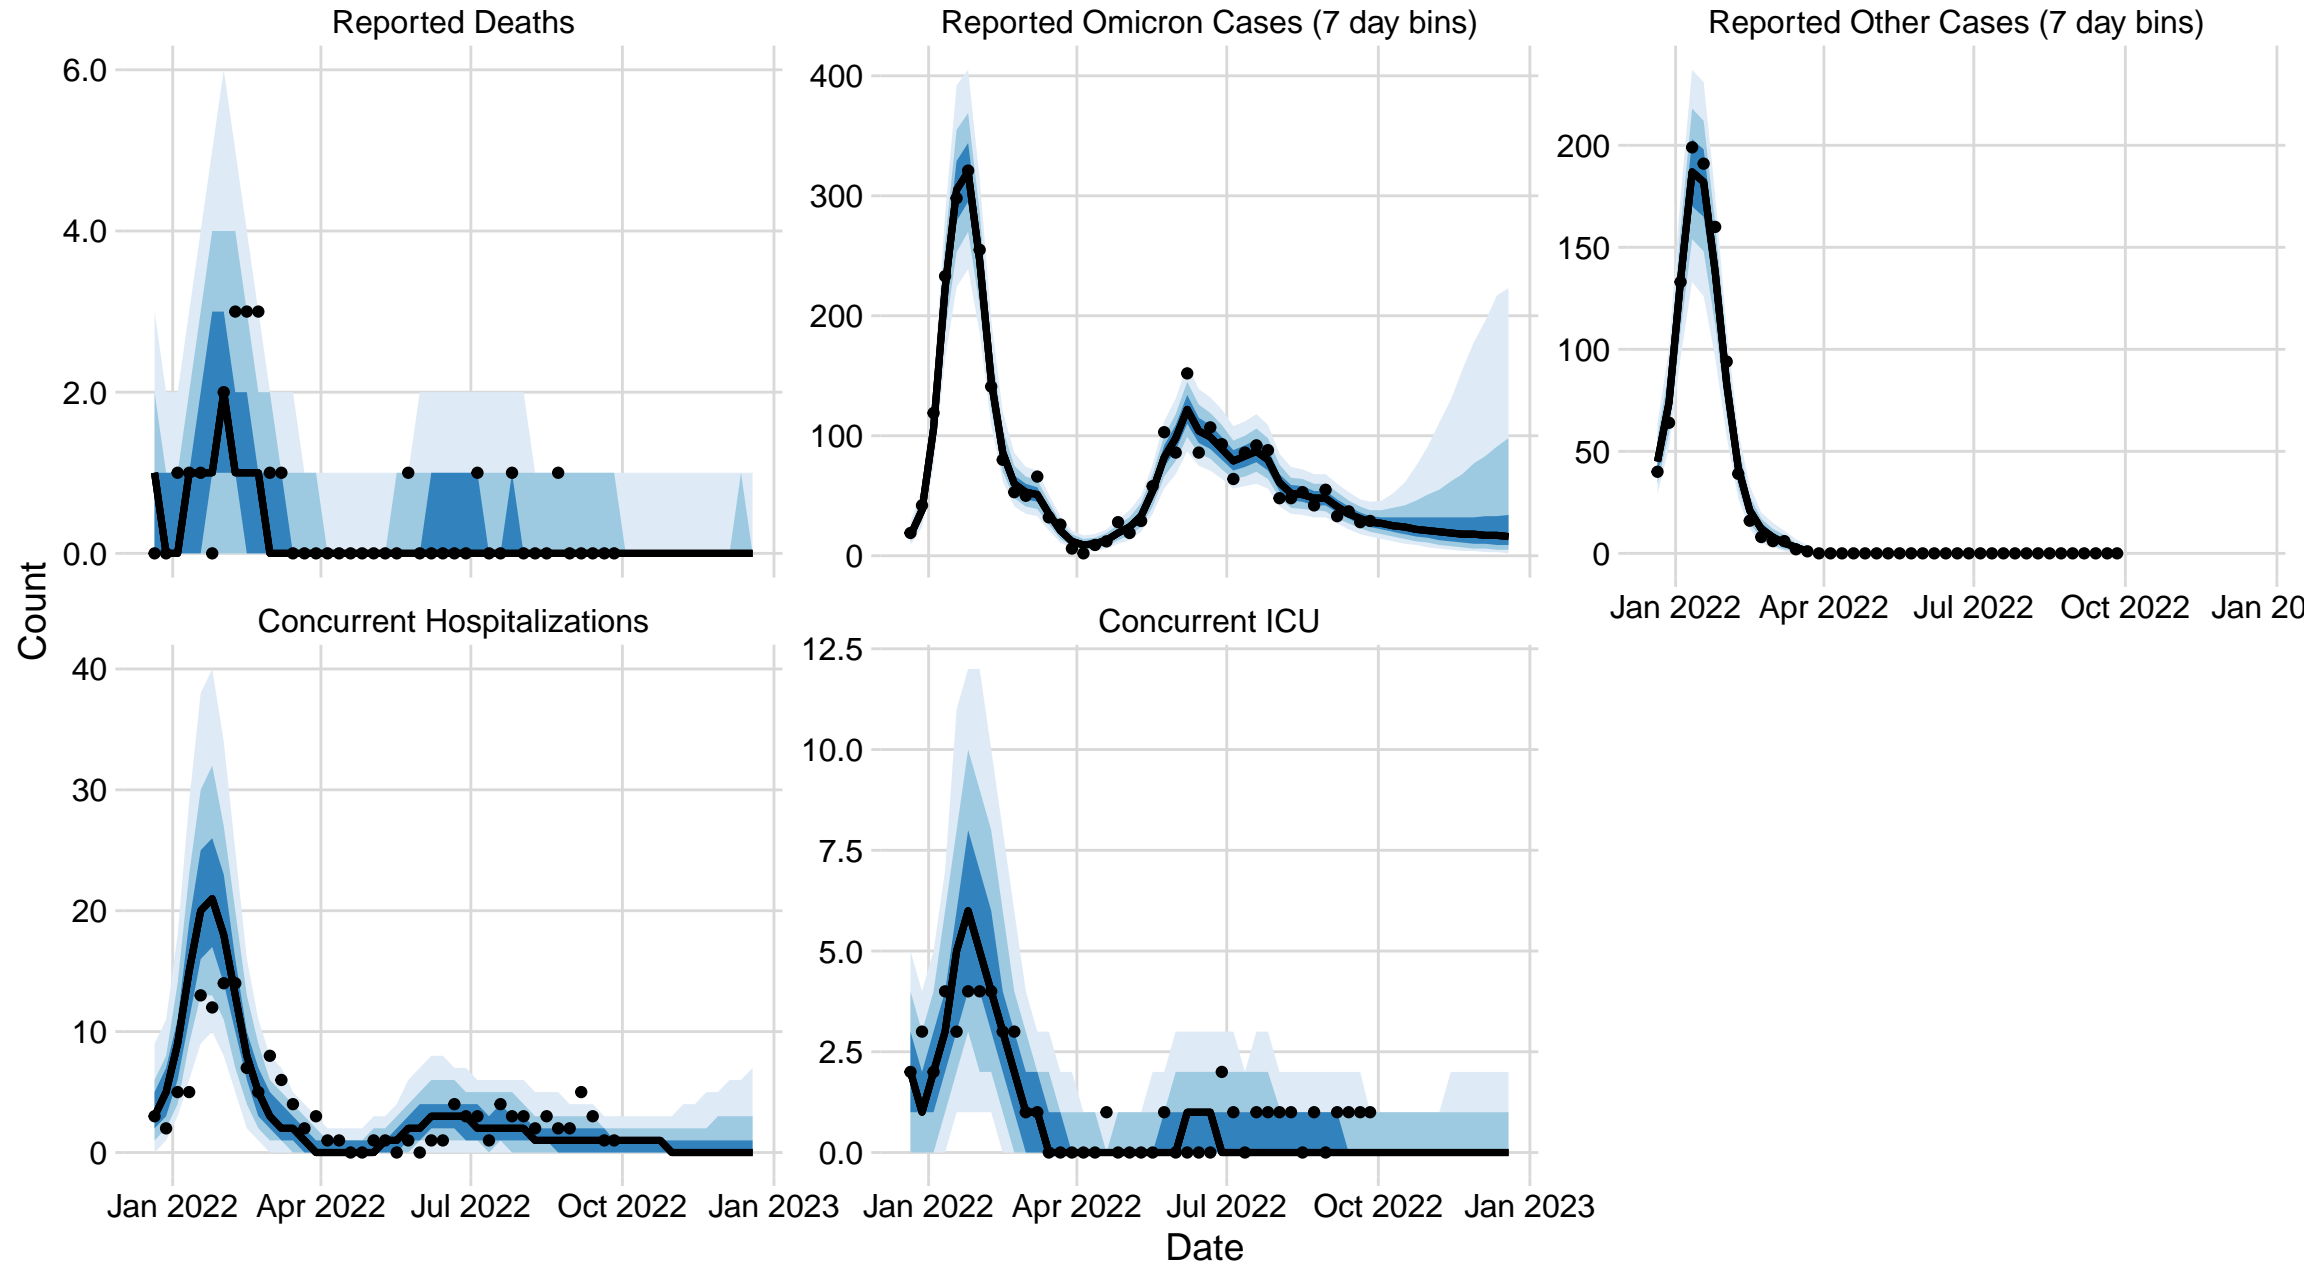 Reported Deaths
Reported Omicron Cases (7 day bins)
Reported Other Cases (7 day bins)
6.0
4.0
2.0
0.0
400
300
200
100
0
200
150
100
50
0
Jan 2022 Apr 2022 Jul 2022 Oct 2022 Jan 20
Count
Concurrent Hospitalizations
Concurrent ICU
40
30
20
10
0
12.5
10.0
7.5
5.0
2.5
0.0
Jan 2022 Apr 2022 Jul 2022 Oct 2022 Jan 2023
Jan 2022 Apr 2022 Jul 2022 Oct 2022 Jan 2023
Date